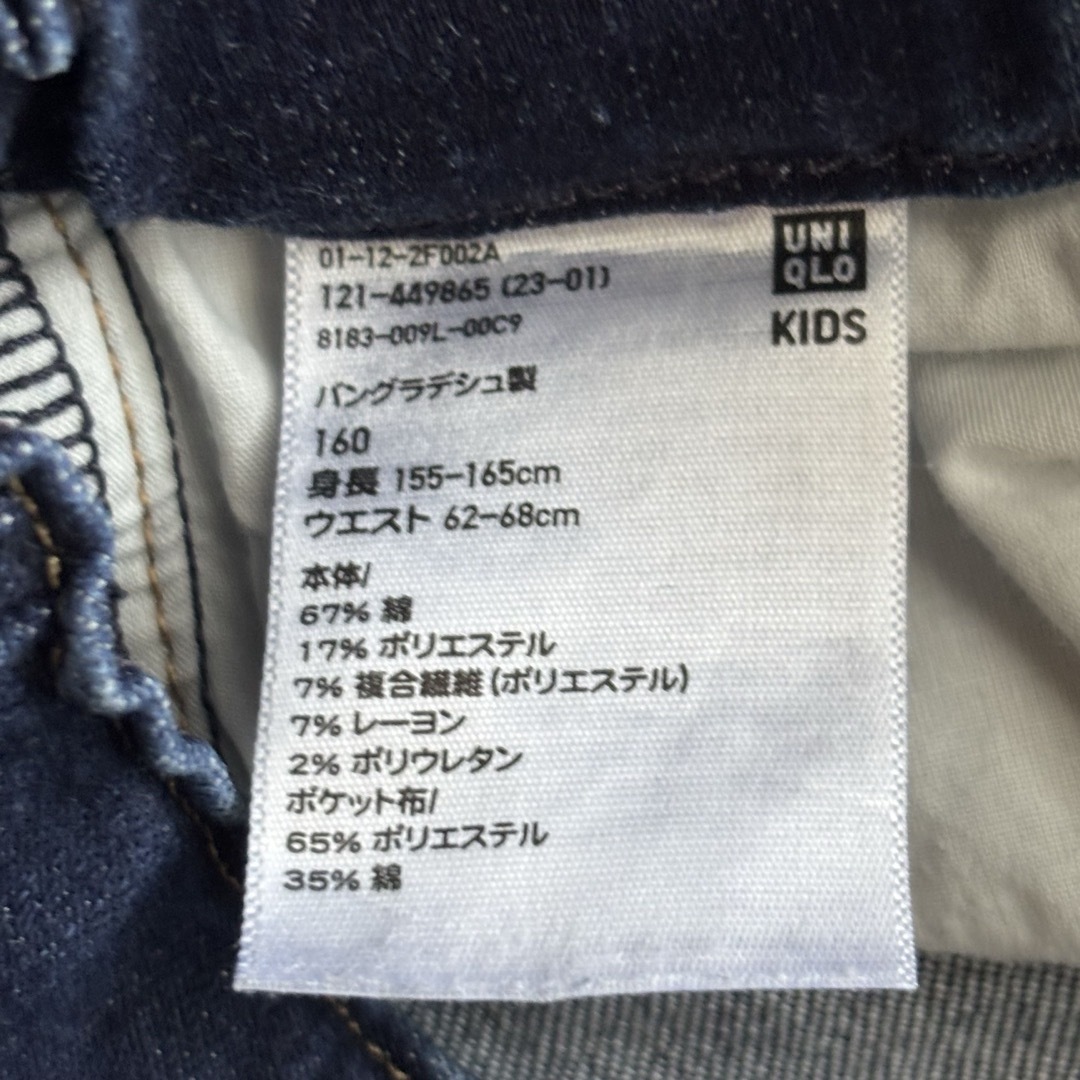 01-12-2F002A
121-449865 (23-01)
8183-009L-00C9
UNI
QLO
KIDS
バングラデシュ製
160
身長 155-165cm
ウエスト 62-68cm
本体/
67% 綿
17% ポリエステル
7% 複合繊維(ポリエステル)
7% レーヨン
2% ポリウレタン
ポケット布/
65% ポリエステル
35% 綿